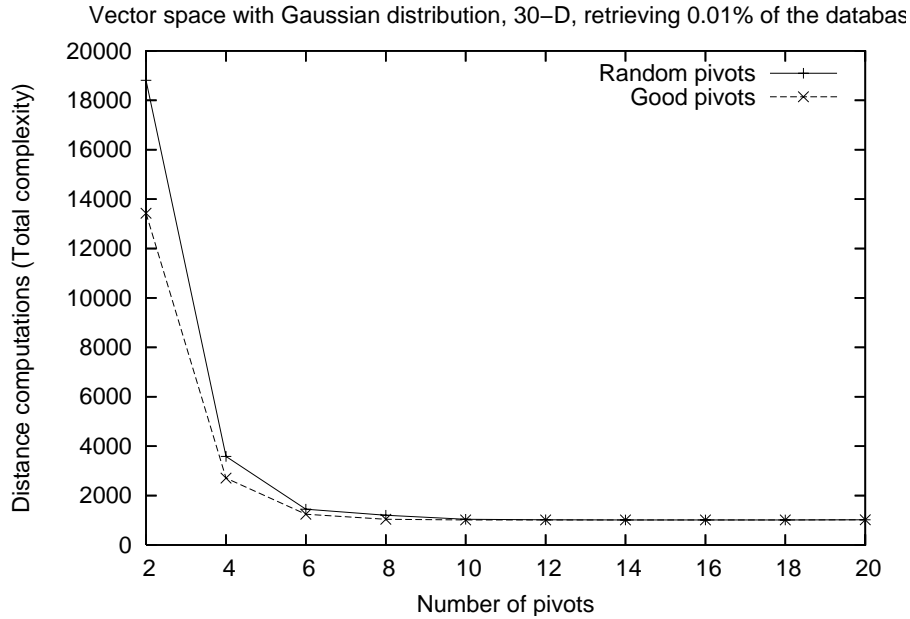 Vector space with Gaussian distribution, 30−D, retrieving 0.01% of the databas
20000
18000
16000
14000
12000
10000
8000
6000
4000
2000
0
Distance computations (Total complexity)
Random pivots
Good pivots
2 4 6 8 10 12 14 16 18 20
Number of pivots